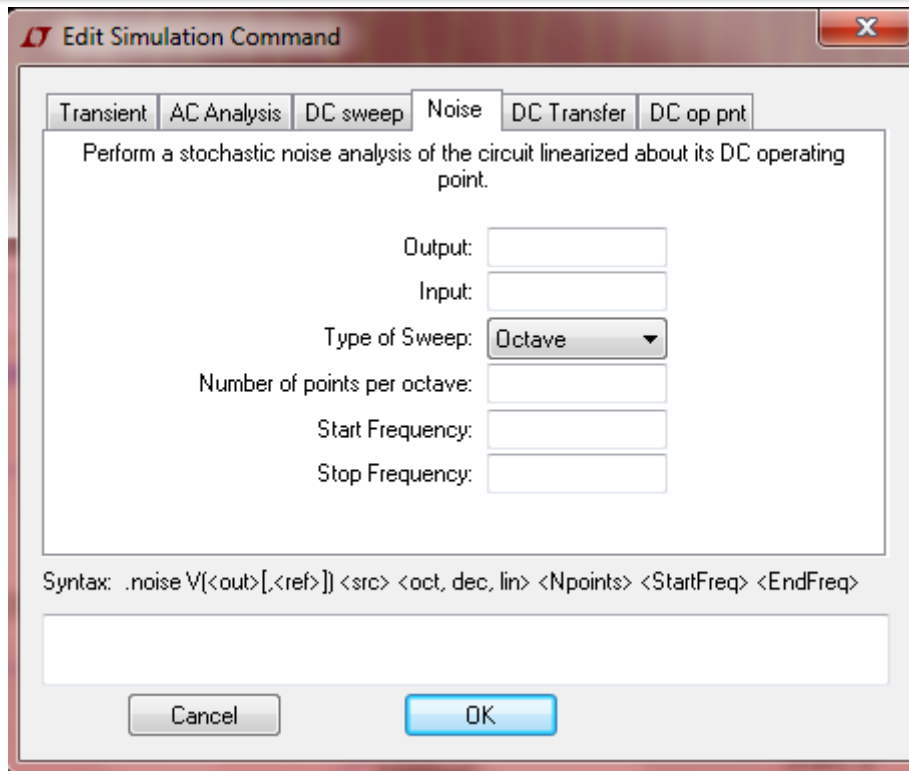 Edit Simulation Command
Transient
AC Analysis
DC sweep
Noise
DC Transfer
DC op pnt
Perform a stochastic noise analysis of the circuit linearized about its DC operating
point.
Output:
Input:
Type of Sweep: Octave
Number of points per octave:
Start Frequency:
Stop Frequency:
Syntax: .noise V(<out>[,<ref>]) <src> <oct, dec, lin> <Npoints> <StartFreq> <EndFreq>
Cancel
OK